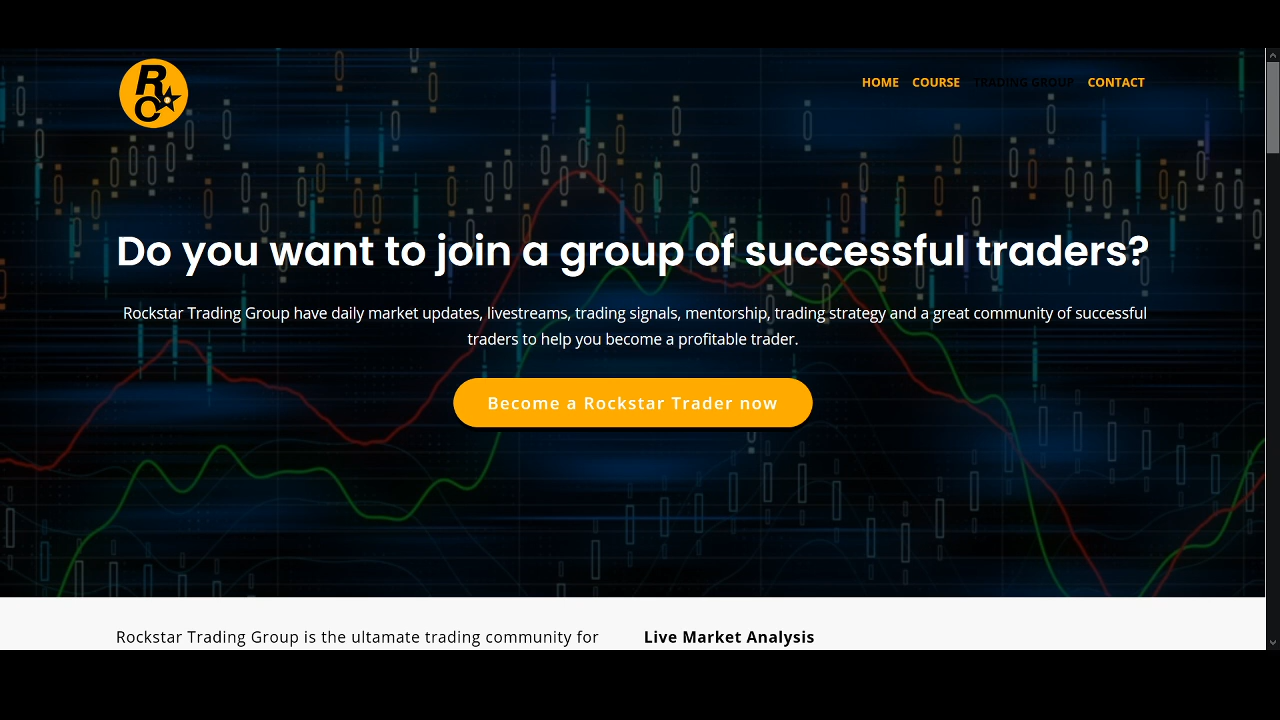 RC
HOME COURSE TRADING GROUP CONTACT
Do you want to join a group of successful traders?
Rockstar Trading Group have daily market updates, livestreams, trading signals, mentorship, trading strategy and a great community of successful
traders to help you become a profitable trader.
Become a Rockstar Trader now
Rockstar Trading Group is the ultamate trading community for
Live Market Analysis